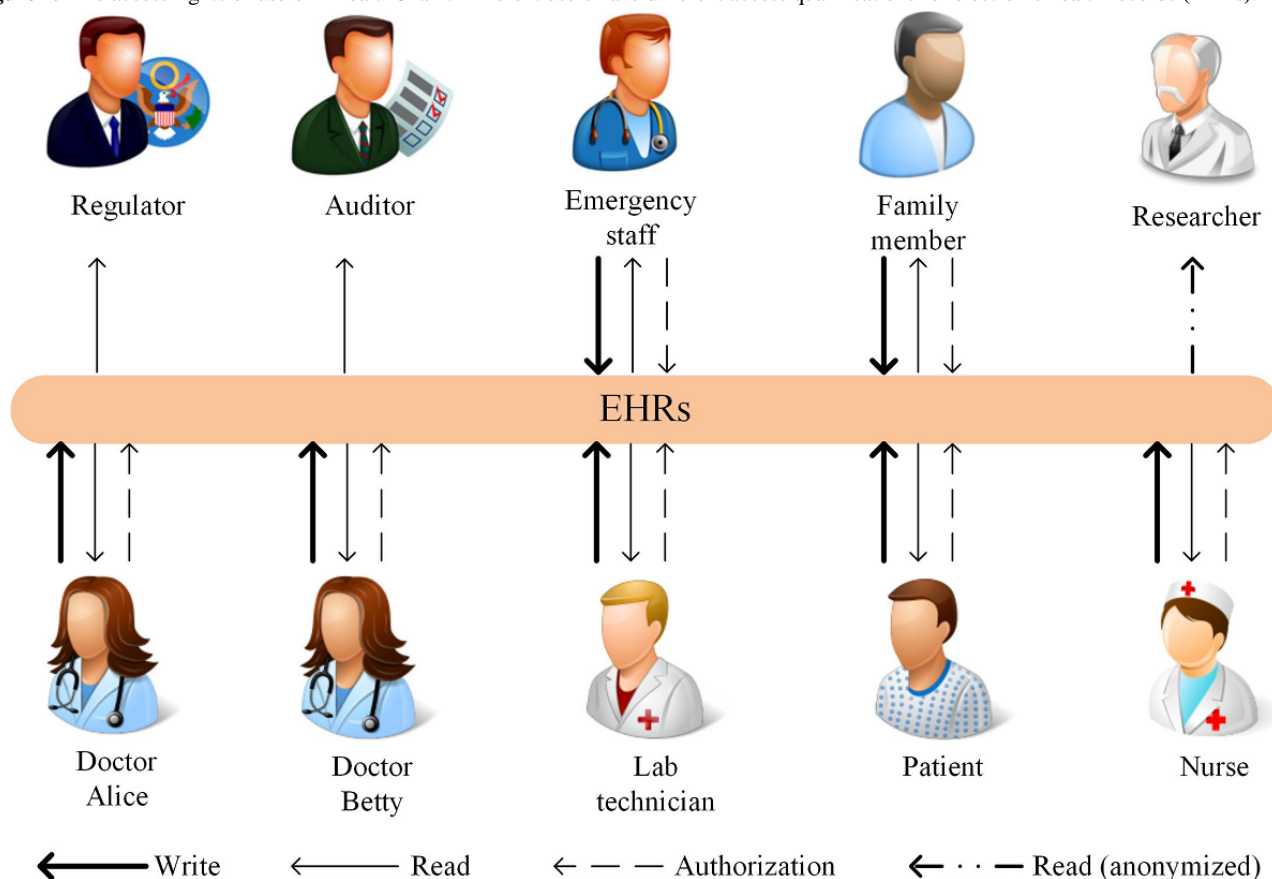 Regulator
Auditor
Emergency
staff
Family
member
Researcher
EHRs
Doctor
Alice
Doctor
Betty
Lab
technician
Patient
Nurse
Write
Read
Authorization
Read (anonymized)